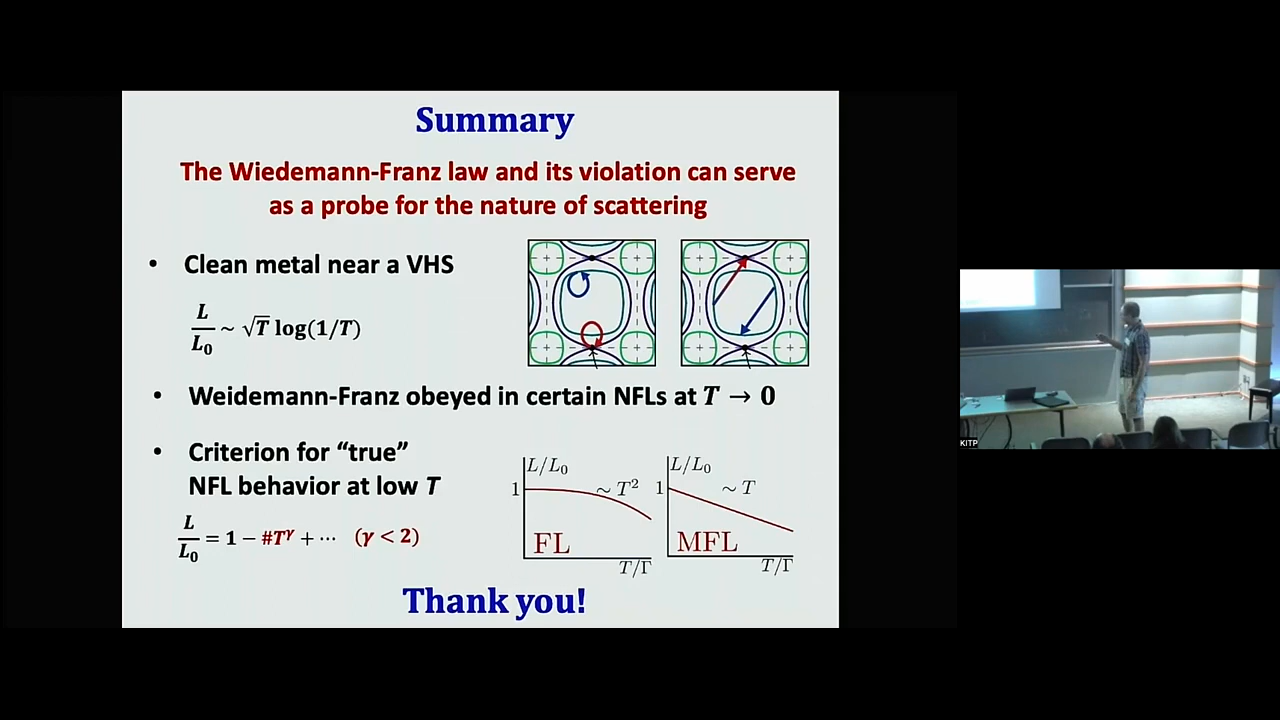 Summary
The Wiedemann-Franz law and its violation can serve
as a probe for the nature of scattering
• Clean metal near a VHS
L/L₀ ~ √T log(1/T)
• Weidemann-Franz obeyed in certain NFLs at T → 0
• Criterion for “true”
NFL behavior at low T
L/L₀ = 1 − #T^γ + ⋯ (γ < 2)
L/L₀
1
~ T²
FL
T/Γ
L/L₀
1
~ T
MFL
T/Γ
Thank you!
KITP